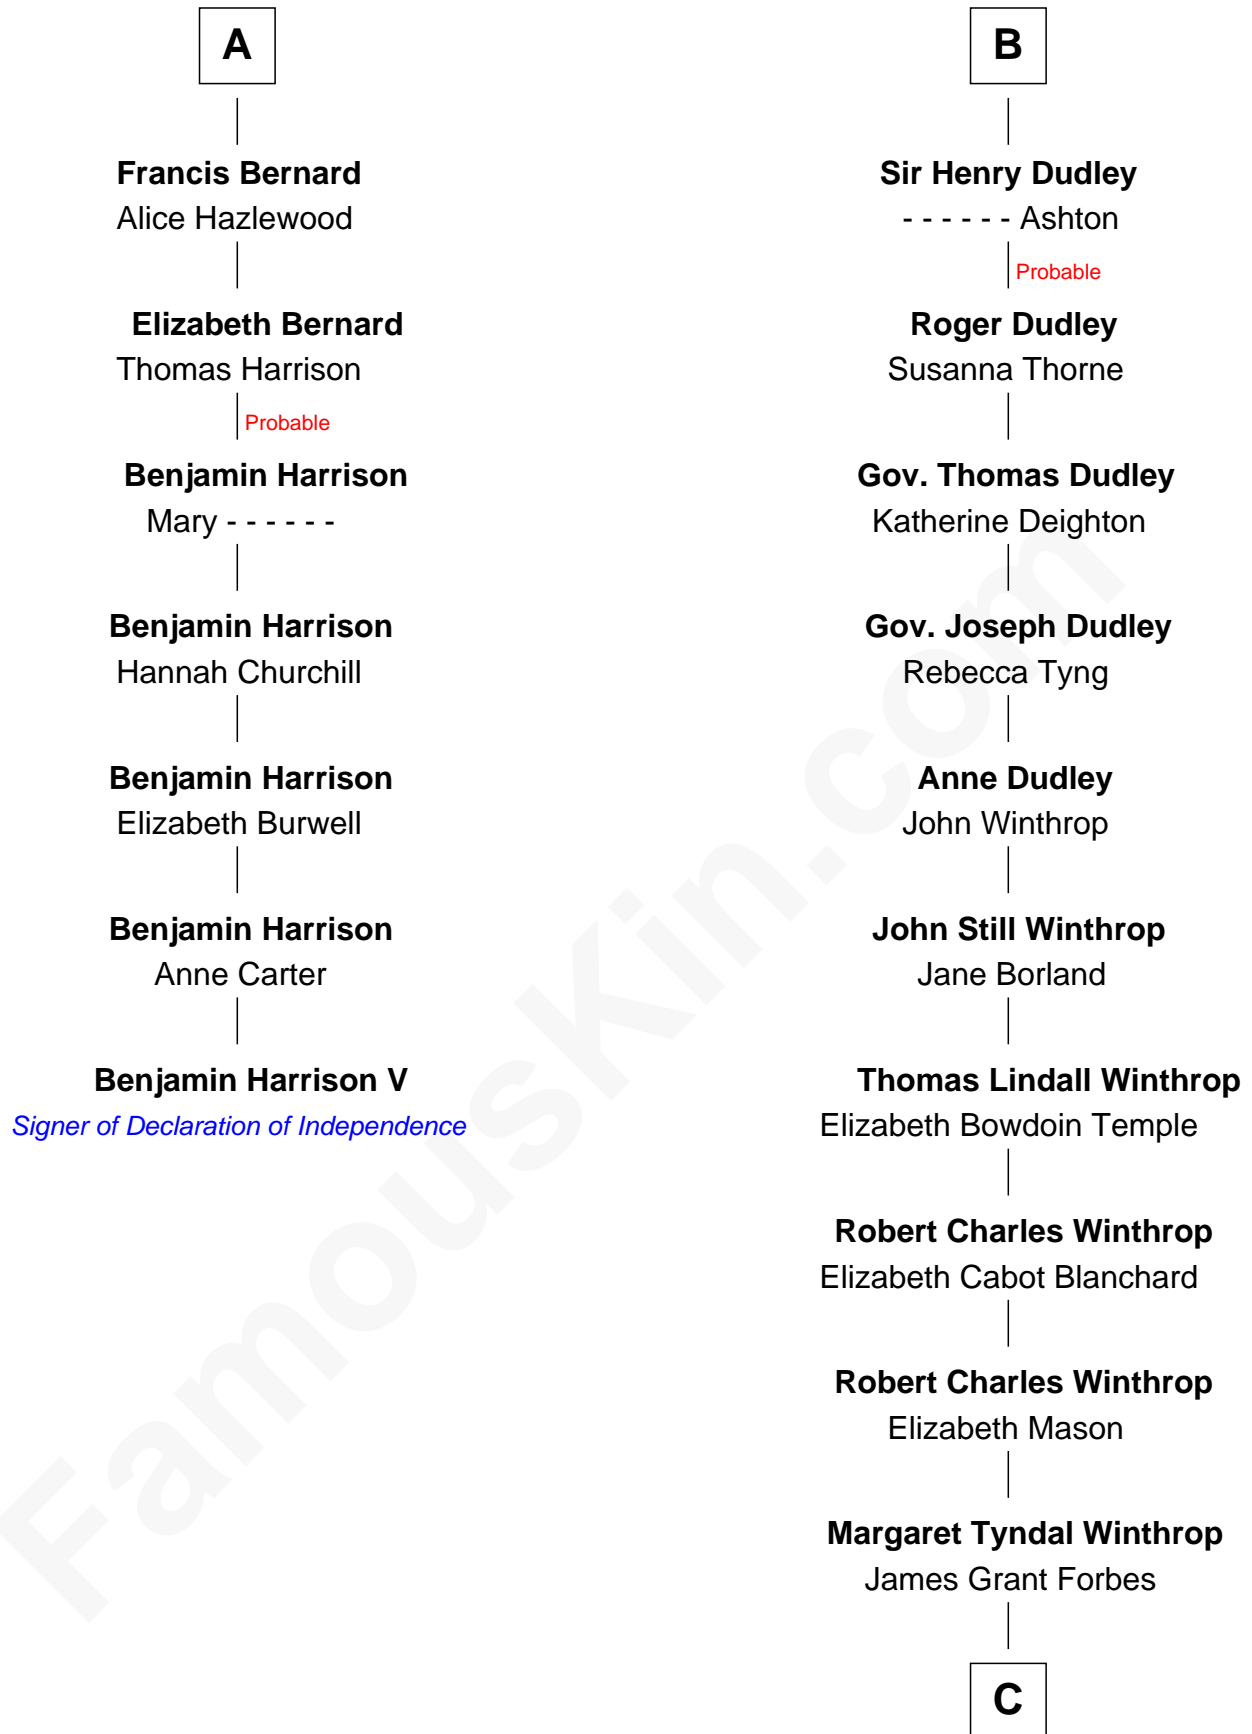 A
Francis Bernard
Alice Hazlewood
Elizabeth Bernard
Thomas Harrison
Probable
Benjamin Harrison
Mary - - - - - -
Benjamin Harrison
Hannah Churchill
Benjamin Harrison
Elizabeth Burwell
Benjamin Harrison
Anne Carter
Benjamin Harrison V
Signer of Declaration of Independence
B
Sir Henry Dudley
- - - - - - Ashton
Probable
Roger Dudley
Susanna Thorne
Gov. Thomas Dudley
Katherine Deighton
Gov. Joseph Dudley
Rebecca Tyng
Anne Dudley
John Winthrop
John Still Winthrop
Jane Borland
Thomas Lindall Winthrop
Elizabeth Bowdoin Temple
Robert Charles Winthrop
Elizabeth Cabot Blanchard
Robert Charles Winthrop
Elizabeth Mason
Margaret Tyndal Winthrop
James Grant Forbes
C
FamousKin.com